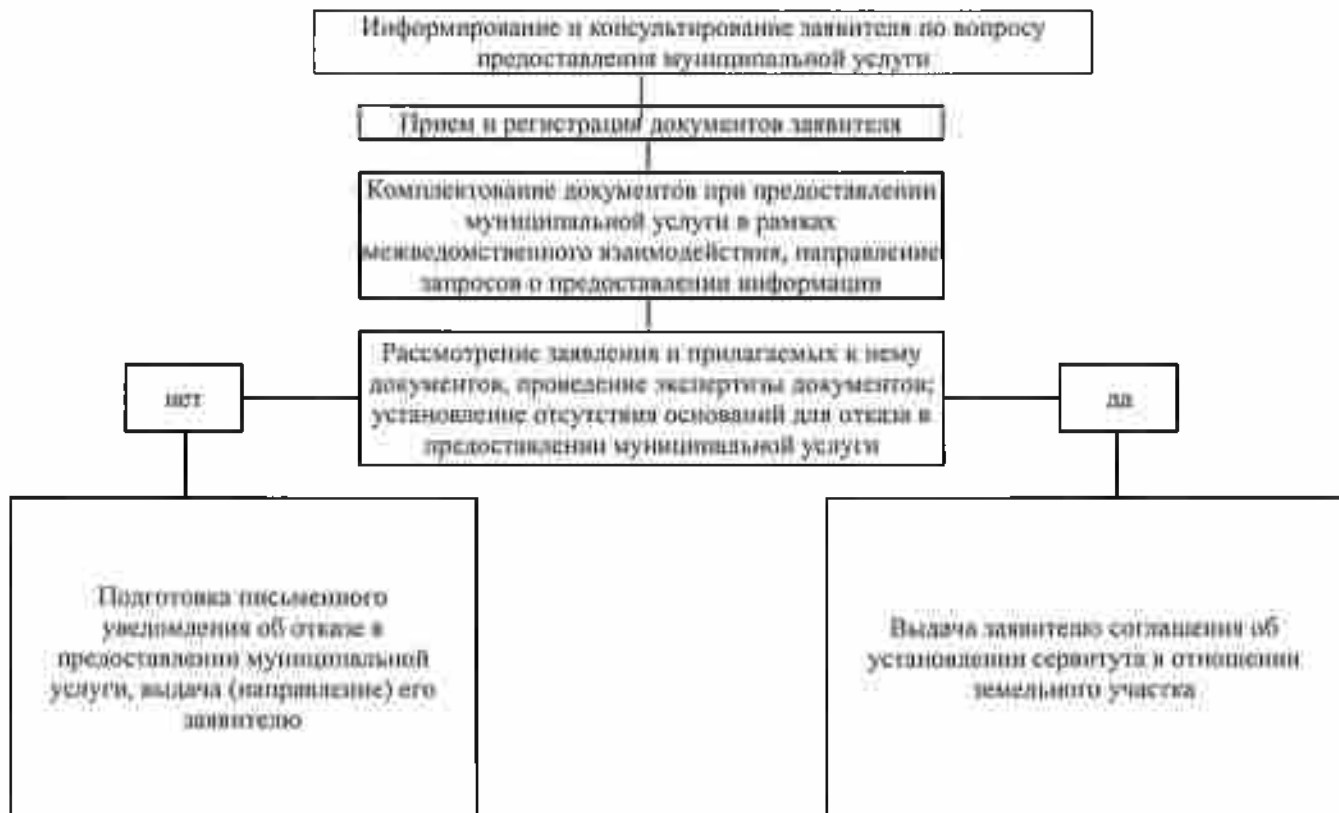 Информирование и консультирование заявителя по вопросу
предоставления муниципальной услуги
Прием и регистрация документов заявителя
Комплектование документов при предоставлении
муниципальной услуги в рамках
межведомственного взаимодействия, направление
запросов о предоставлении информации
Рассмотрение заявления и прилагаемых к нему
документов, проведение экспертизы документов;
установление отсутствия оснований для отказа в
предоставлении муниципальной услуги
нет
да
Подготовка письменного
уведомления об отказе в
предоставлении муниципальной
услуги, выдача (направление) его
заявителю
Выдача заявителю соглашения об
установлении сервитута в отношении
земельного участка